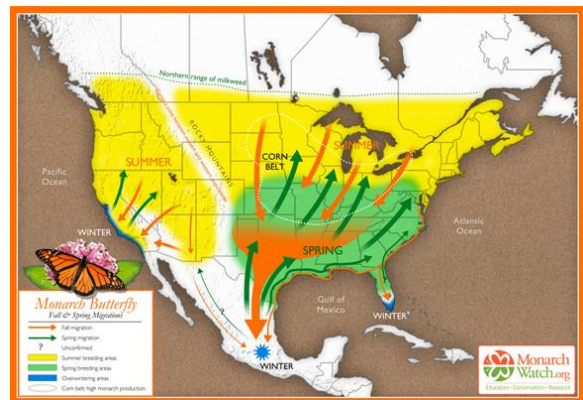 Northern range of milkweed
ROCKY MOUNTAINS
SUMMER
SUMMER
CORN
BELT
Pacific
Ocean
WINTER
SPRING
Atlantic
Ocean
Gulf of
Mexico
WINTER
?
WINTER
Monarch Butterfly
Fall & Spring Migrations
Fall migration
Spring migration
? Unconfirmed
Summer breeding areas
Spring breeding areas
Overwintering areas
Corn belt: high monarch production
Monarch
Watch.org
Education • Conservation • Research